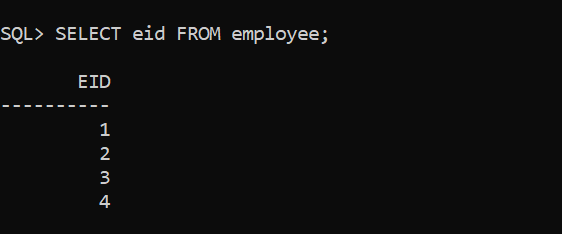 SQL> SELECT eid FROM employee;
EID
----------
1
2
3
4